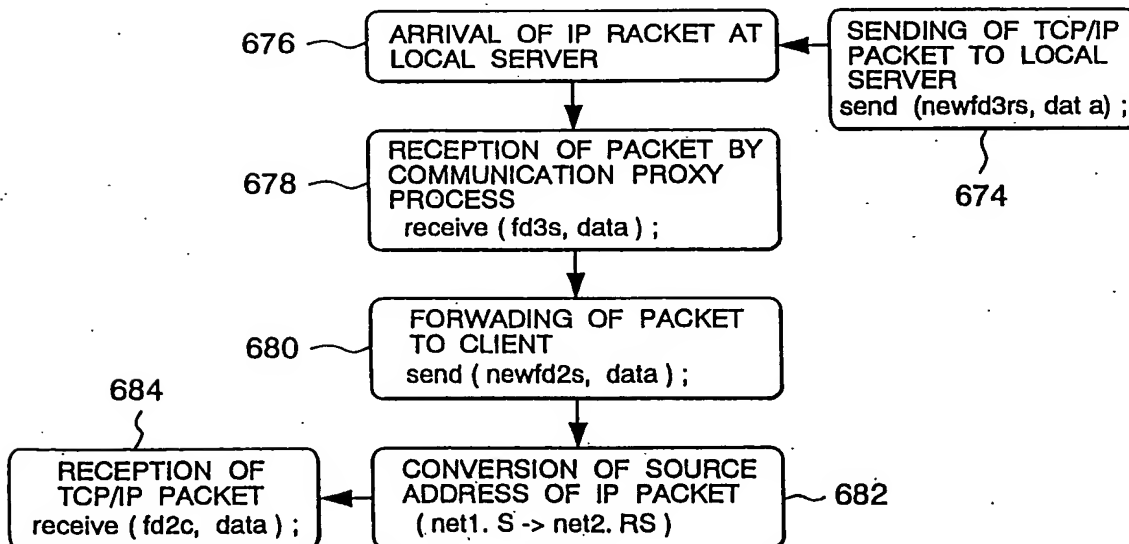 676
ARRIVAL OF IP RACKET AT
LOCAL SERVER
SENDING OF TCP/IP
PACKET TO LOCAL
SERVER
send (newfd3rs, dat a) ;
674
678
RECEPTION OF PACKET BY
COMMUNICATION PROXY
PROCESS
receive ( fd3s, data ) ;
680
FORWADING OF PACKET
TO CLIENT
send ( newfd2s, data ) ;
684
RECEPTION OF
TCP/IP PACKET
receive ( fd2c, data ) ;
CONVERSION OF SOURCE
ADDRESS OF IP PACKET
( net1. S -> net2. RS )
682